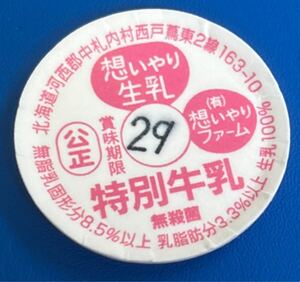 北海道河西郡中札内村西戸蔦東2線163-10
想いやり
生乳
(有)
想いやり
ファーム
公正
賞味期限
29
特別牛乳
無殺菌
無脂乳固形分8.5%以上 乳脂肪分3.3%以上 生乳100%